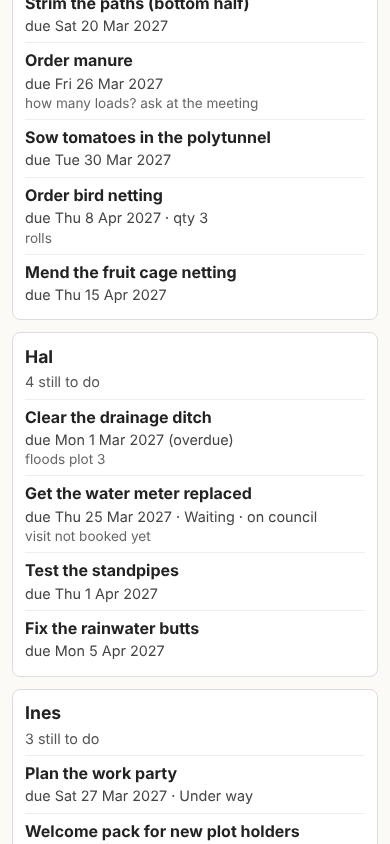 Strim the paths (bottom half)
due Sat 20 Mar 2027
Order manure
due Fri 26 Mar 2027
how many loads? ask at the meeting
Sow tomatoes in the polytunnel
due Tue 30 Mar 2027
Order bird netting
due Thu 8 Apr 2027 · qty 3
rolls
Mend the fruit cage netting
due Thu 15 Apr 2027
Hal
4 still to do
Clear the drainage ditch
due Mon 1 Mar 2027 (overdue)
floods plot 3
Get the water meter replaced
due Thu 25 Mar 2027 · Waiting · on council
visit not booked yet
Test the standpipes
due Thu 1 Apr 2027
Fix the rainwater butts
due Mon 5 Apr 2027
Ines
3 still to do
Plan the work party
due Sat 27 Mar 2027 · Under way
Welcome pack for new plot holders